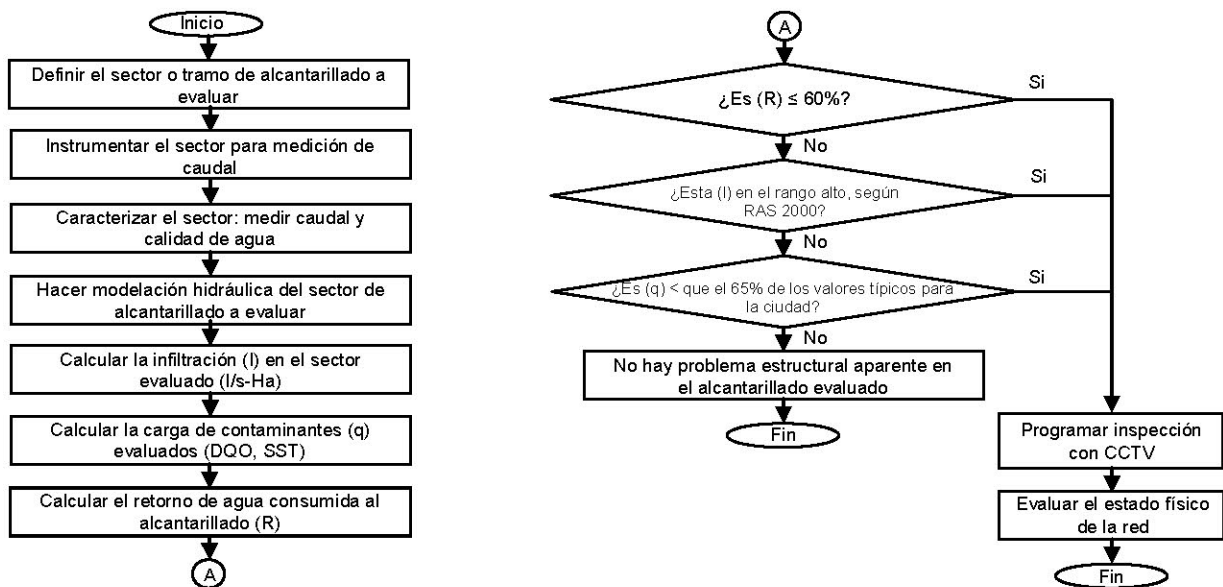 Inicio
Definir el sector o tramo de alcantarillado a
evaluar
Instrumentar el sector para medición de
caudal
Caracterizar el sector: medir caudal y
calidad de agua
Hacer modelación hidráulica del sector de
alcantarillado a evaluar
Calcular la infiltración (I) en el sector
evaluado (l/s-Ha)
Calcular la carga de contaminantes (q)
evaluados (DQO, SST)
Calcular el retorno de agua consumida al
alcantarillado (R)
A
A
¿Es (R) ≤ 60%?
Si
No
¿Esta (I) en el rango alto, según
RAS 2000?
Si
No
¿Es (q) < que el 65% de los valores típicos para
la ciudad?
Si
No
No hay problema estructural aparente en
el alcantarillado evaluado
Fin
Programar inspección
con CCTV
Evaluar el estado físico
de la red
Fin